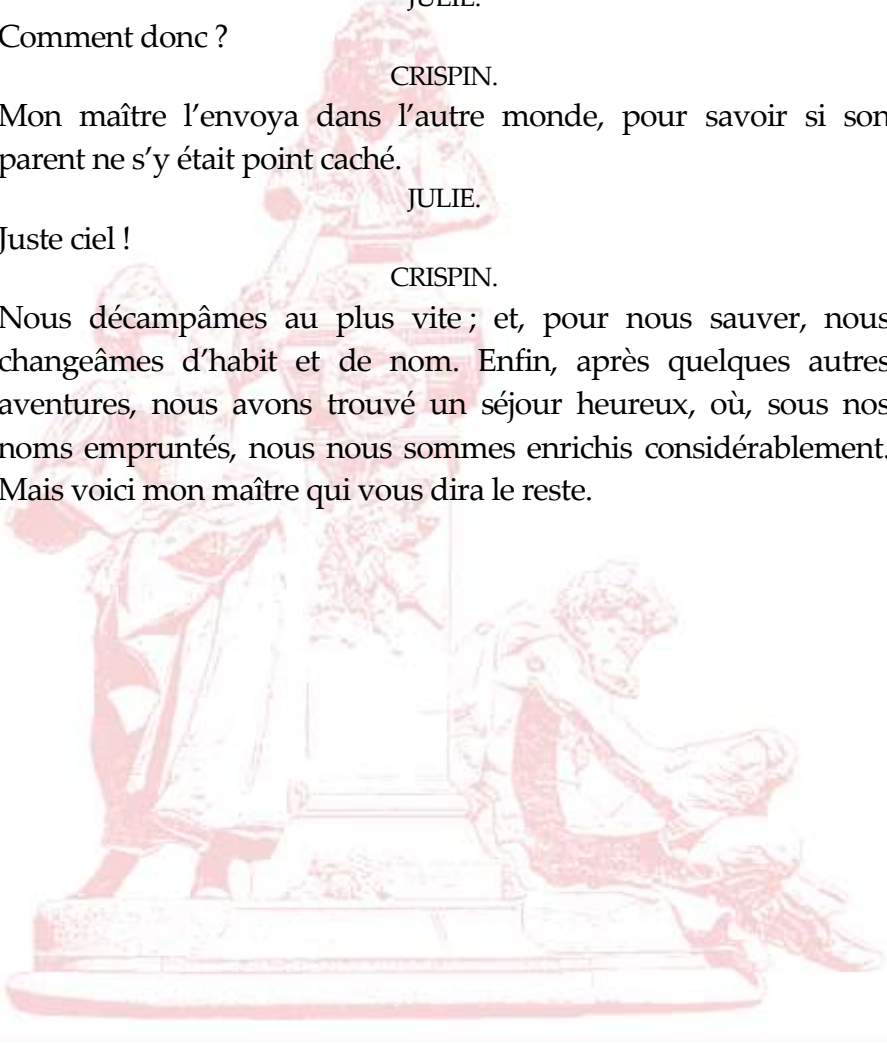 JULIE.
Comment donc ?
CRISPIN.
Mon maître l’envoya dans l’autre monde, pour savoir si son
parent ne s’y était point caché.
JULIE.
Juste ciel !
CRISPIN.
Nous décampâmes au plus vite ; et, pour nous sauver, nous
changeâmes d’habit et de nom. Enfin, après quelques autres
aventures, nous avons trouvé un séjour heureux, où, sous nos
noms empruntés, nous nous sommes enrichis considérablement.
Mais voici mon maître qui vous dira le reste.